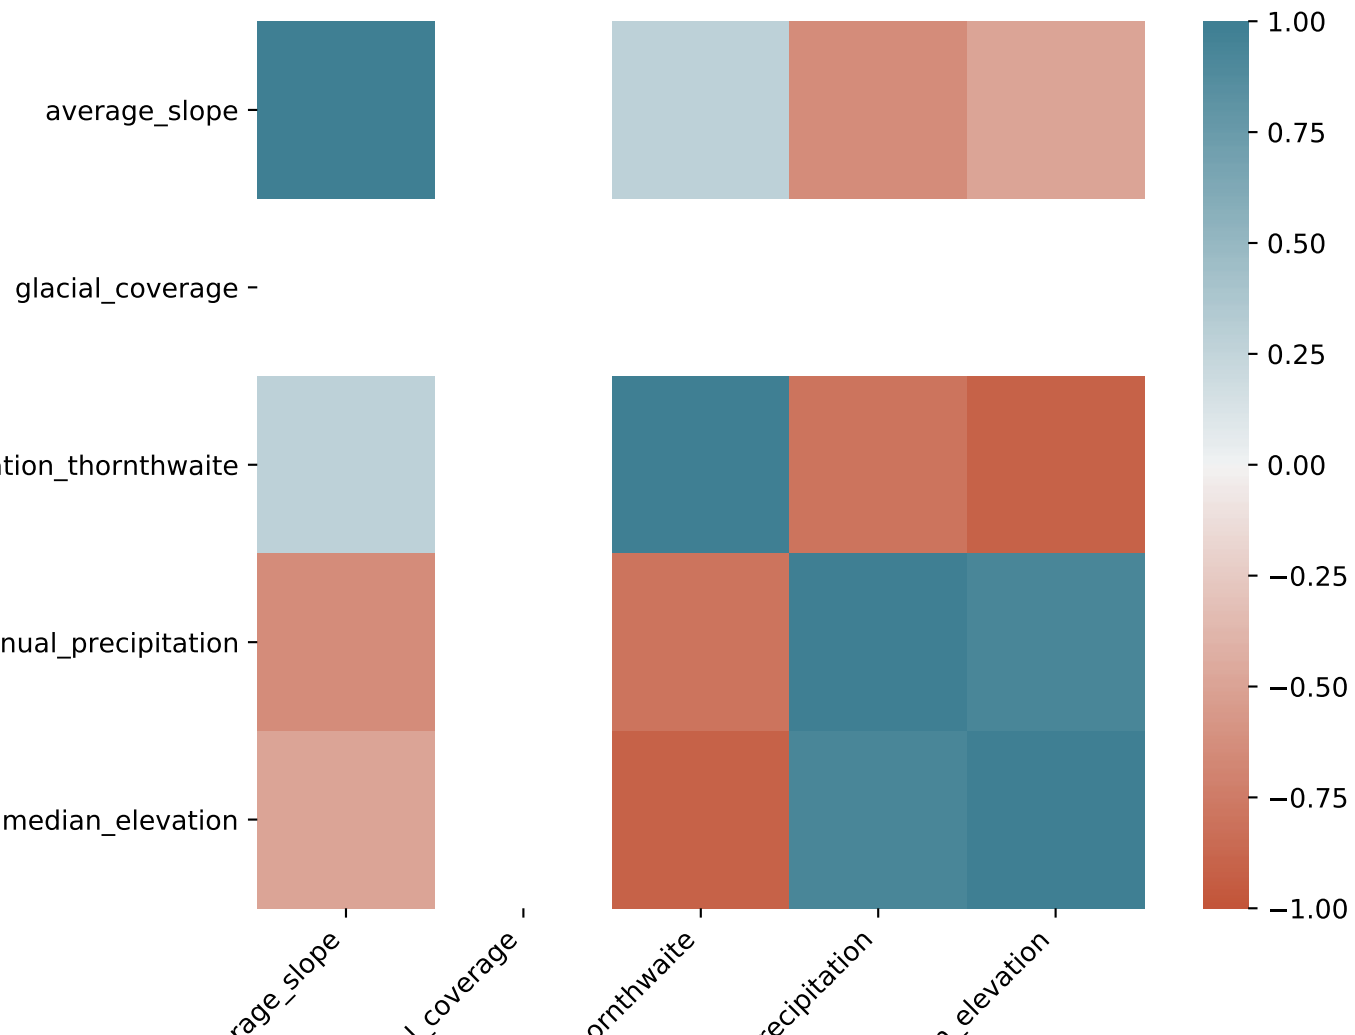 average_slope
glacial_coverage
tion_thornthwaite
nual_precipitation
median_elevation
rage_slope
l_coverage
ornthwaite
recipitation
n_elevation
1.00
0.75
0.50
0.25
0.00
−0.25
−0.50
−0.75
−1.00